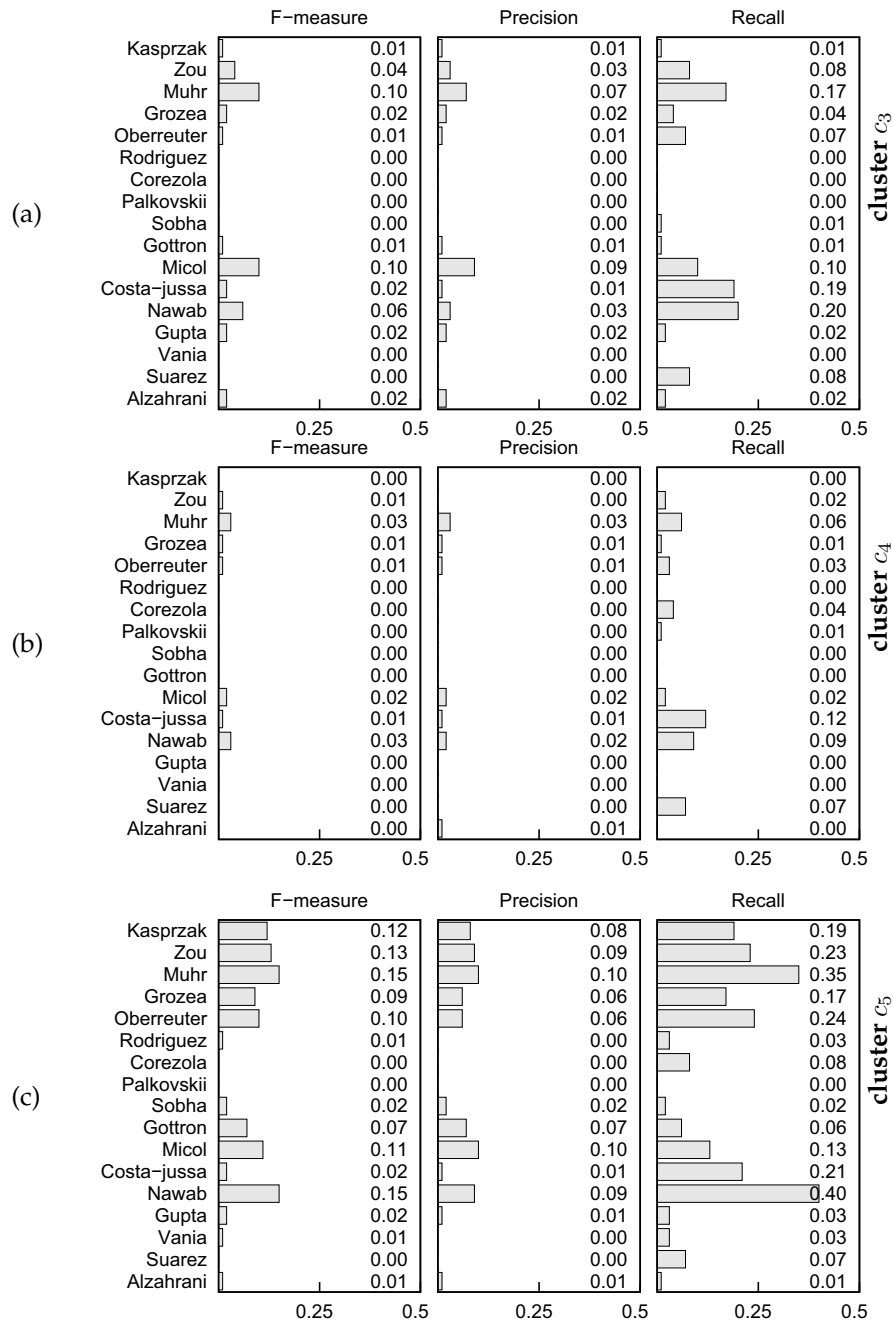 F−measure Precision Recall
Kasprzak 0.01 0.01 0.01
Zou 0.04 0.03 0.08
Muhr 0.10 0.07 0.17
Grozea 0.02 0.02 0.04
Oberreuter 0.01 0.01 0.07
Rodriguez 0.00 0.00 0.00
Corezola 0.00 0.00 0.00
Palkovskii 0.00 0.00 0.00
(a)
Sobha 0.00 0.00 0.01
Gottron 0.01 0.01 0.01
Micol 0.10 0.09 0.10
Costa−jussa 0.02 0.01 0.19
Nawab 0.06 0.03 0.20
Gupta 0.02 0.02 0.02
Vania 0.00 0.00 0.00
Suarez 0.00 0.00 0.08
Alzahrani 0.02 0.02 0.02
0.25 0.5 0.25 0.5 0.25 0.5
cluster c3
F−measure Precision Recall
Kasprzak 0.00 0.00 0.00
Zou 0.01 0.00 0.02
Muhr 0.03 0.03 0.06
Grozea 0.01 0.01 0.01
Oberreuter 0.01 0.01 0.03
Rodriguez 0.00 0.00 0.00
Corezola 0.00 0.00 0.04
Palkovskii 0.00 0.00 0.01
(b)
Sobha 0.00 0.00 0.00
Gottron 0.00 0.00 0.00
Micol 0.02 0.02 0.02
Costa−jussa 0.01 0.01 0.12
Nawab 0.03 0.02 0.09
Gupta 0.00 0.00 0.00
Vania 0.00 0.00 0.00
Suarez 0.00 0.00 0.07
Alzahrani 0.00 0.01 0.00
0.25 0.5 0.25 0.5 0.25 0.5
cluster c4
F−measure Precision Recall
Kasprzak 0.12 0.08 0.19
Zou 0.13 0.09 0.23
Muhr 0.15 0.10 0.35
Grozea 0.09 0.06 0.17
Oberreuter 0.10 0.06 0.24
Rodriguez 0.01 0.00 0.03
Corezola 0.00 0.00 0.08
Palkovskii 0.00 0.00 0.00
(c)
Sobha 0.02 0.02 0.02
Gottron 0.07 0.07 0.06
Micol 0.11 0.10 0.13
Costa−jussa 0.02 0.01 0.21
Nawab 0.15 0.09 0.40
Gupta 0.02 0.01 0.03
Vania 0.01 0.00 0.03
Suarez 0.00 0.00 0.07
Alzahrani 0.01 0.01 0.01
0.25 0.5 0.25 0.5 0.25 0.5
cluster c5